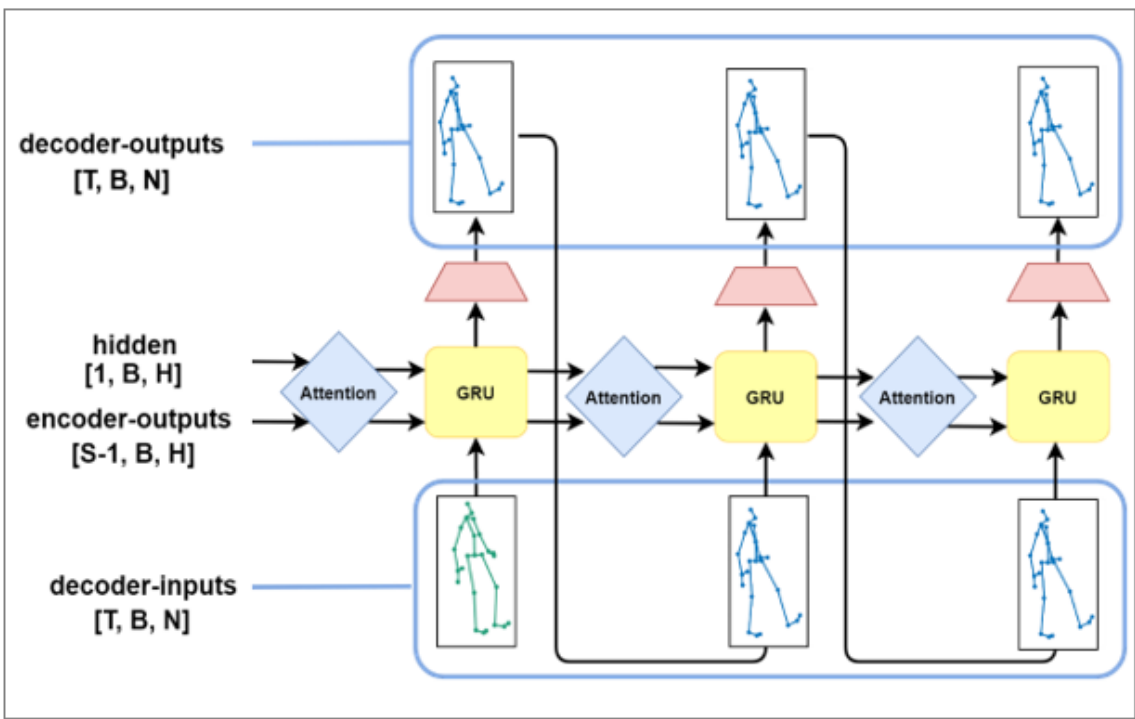 decoder-outputs
[T, B, N]
hidden
[1, B, H]
Attention
GRU
Attention
GRU
Attention
GRU
encoder-outputs
[S-1, B, H]
decoder-inputs
[T, B, N]